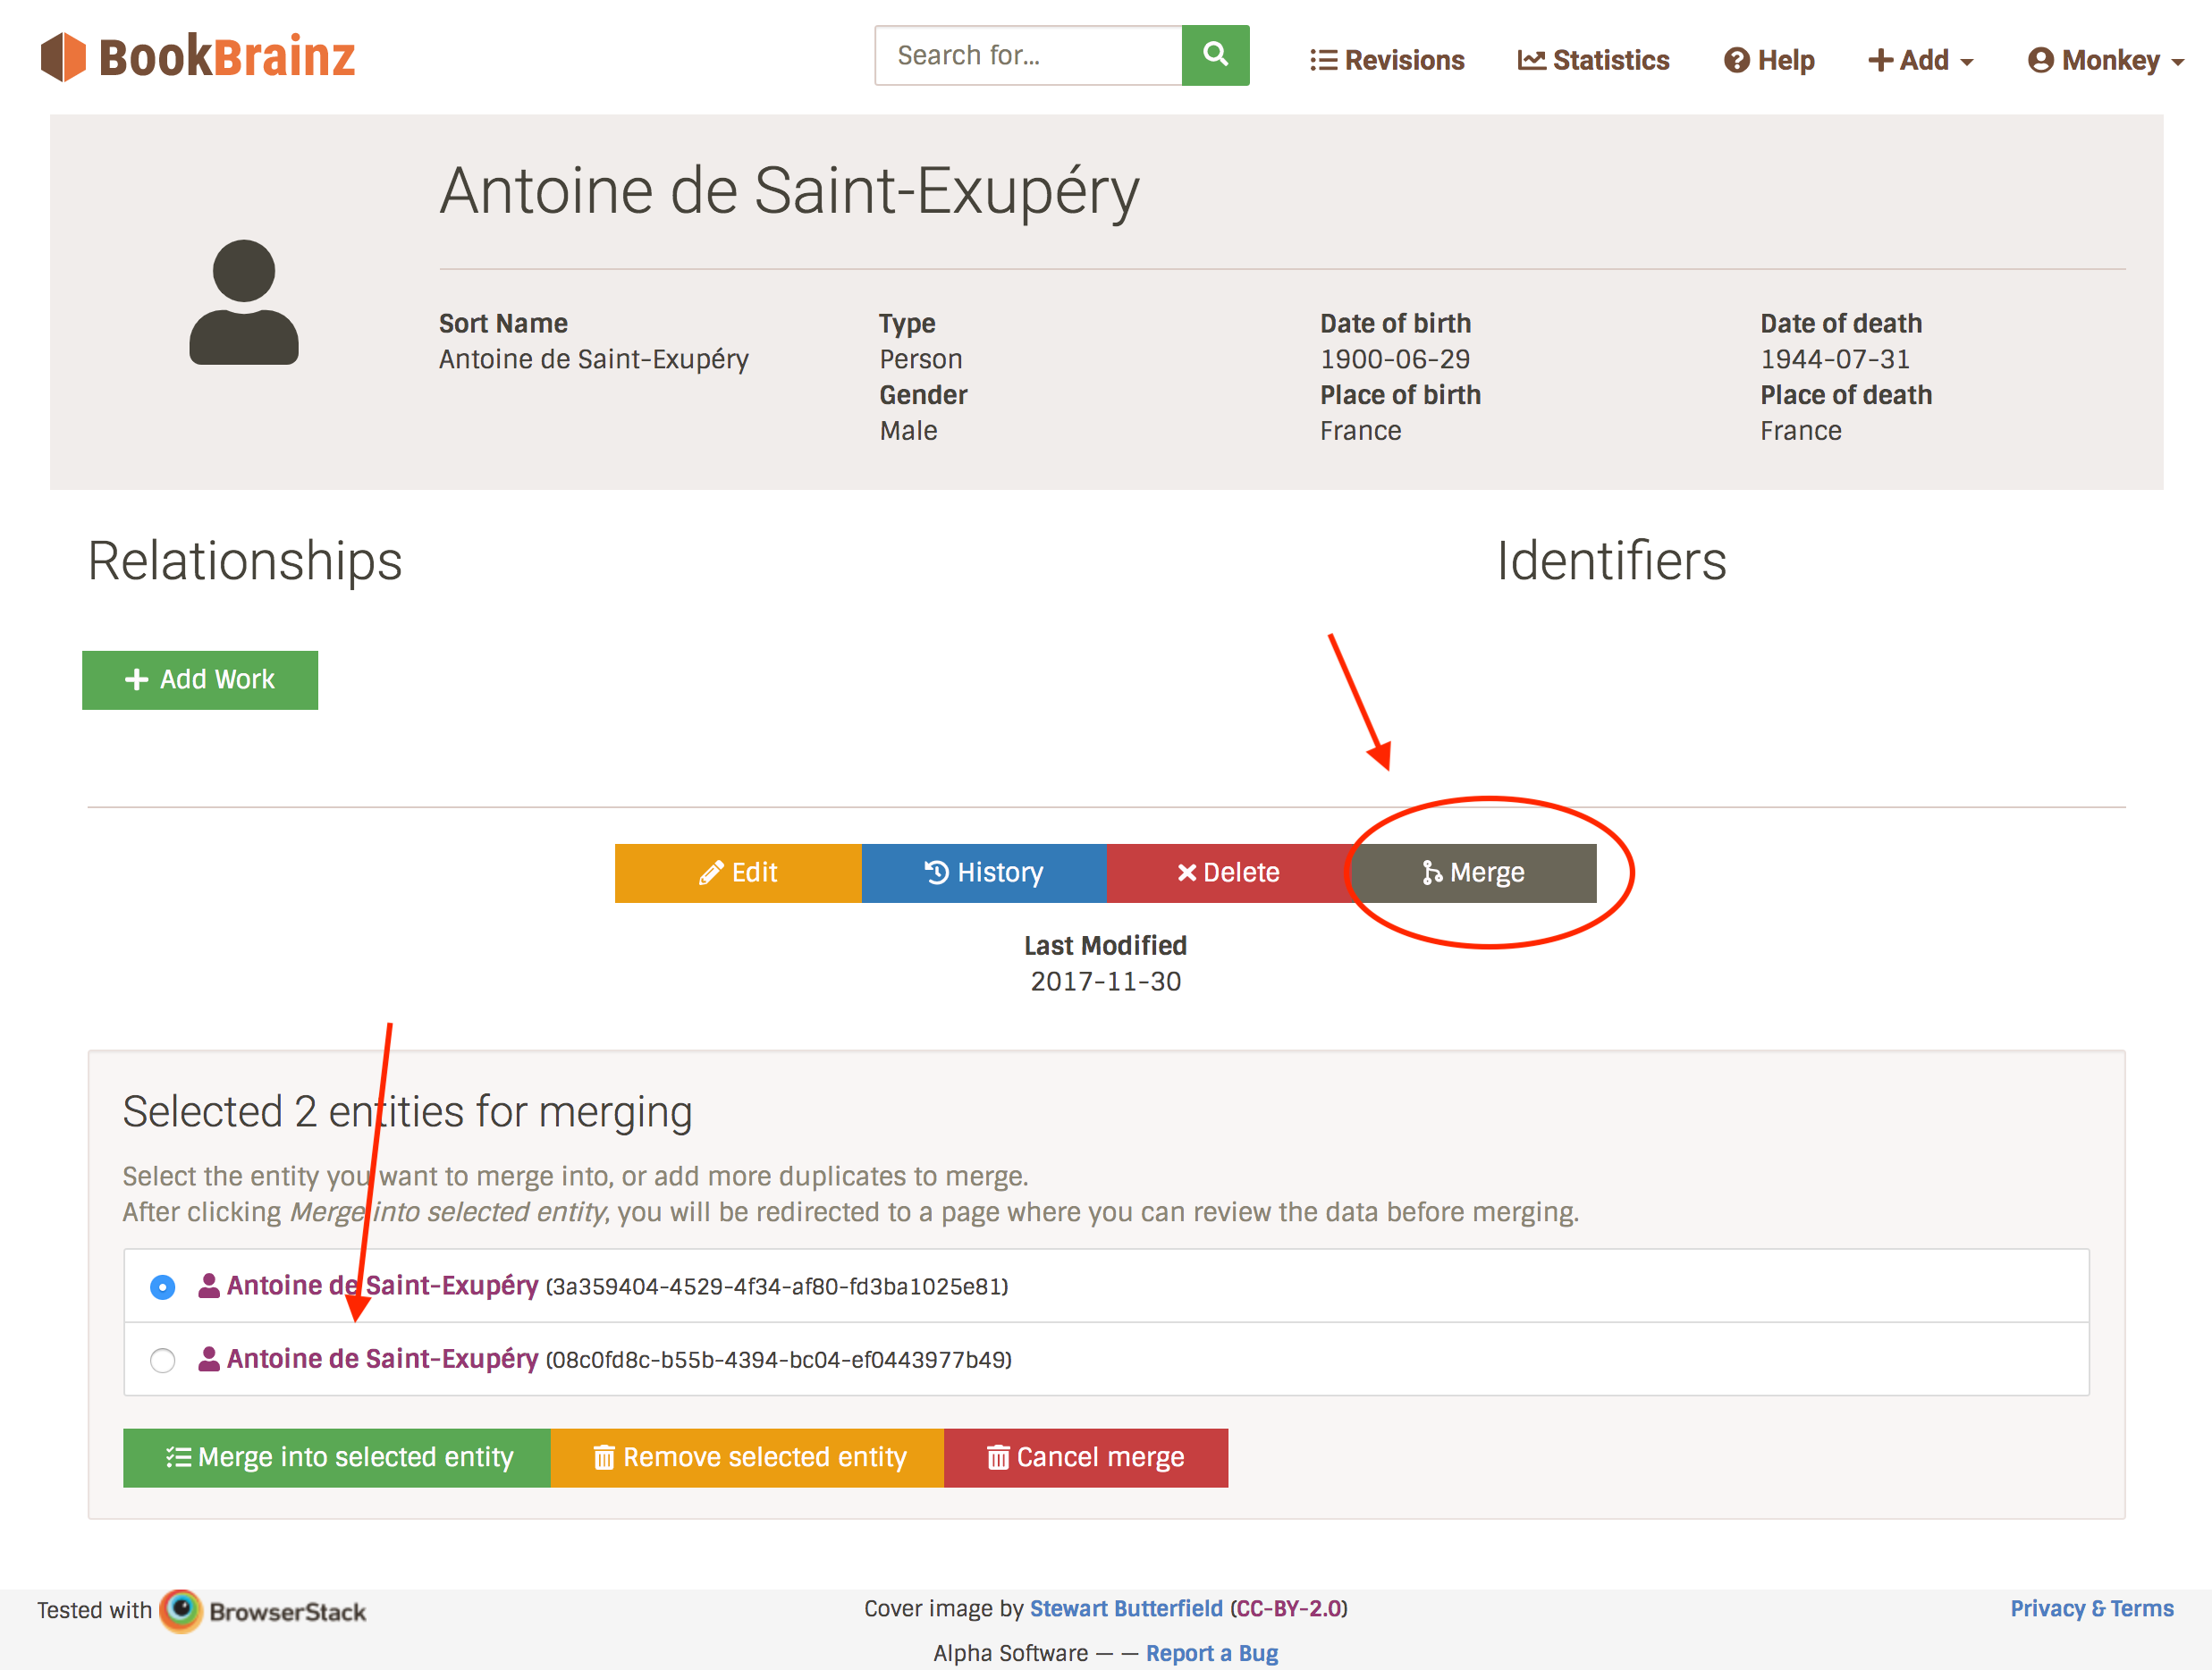 BookBrainz
Search for...
Revisions
Statistics
Help
Add
Monkey
Antoine de Saint-Exupéry
Sort Name
Antoine de Saint-Exupéry
Type
Person
Gender
Male
Date of birth
1900-06-29
Place of birth
France
Date of death
1944-07-31
Place of death
France
Relationships
Identifiers
Add Work
Edit
History
Delete
Merge
Last Modified
2017-11-30
Selected 2 entities for merging
Select the entity you want to merge into, or add more duplicates to merge.
After clicking Merge into selected entity, you will be redirected to a page where you can review the data before merging.
Antoine de Saint-Exupéry (3a359404-4529-4f34-af80-fd3ba1025e81)
Antoine de Saint-Exupéry (08c0fd8c-b55b-4394-bc04-ef0443977b49)
Merge into selected entity
Remove selected entity
Cancel merge
Tested with BrowserStack
Cover image by Stewart Butterfield (CC-BY-2.0)
Privacy & Terms
Alpha Software — — Report a Bug